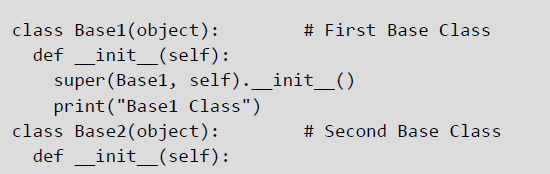 class Base1(object):        # First Base Class
  def __init__(self):
    super(Base1, self).__init__()
    print("Base1 Class")
class Base2(object):        # Second Base Class
  def __init__(self):